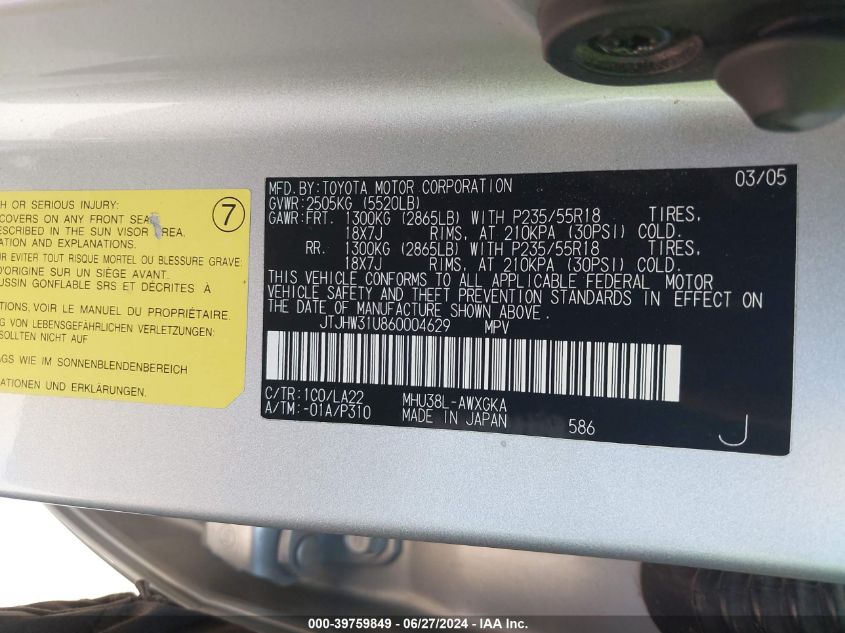 H OR SERIOUS INJURY:
COVERS ON ANY FRONT SEA
ESCRIBED IN THE SUN VISOR AREA.
ATION AND EXPLANATIONS.
R EVITER TOUT RISQUE MORTEL OU BLESSURE GRAVE:
D'ORIGINE SUR UN SIÈGE AVANT.
USSIN GONFLABLE SRS ET DÉCRITES À
TIONS, VOIR LE MANUEL DU PROPRIÉTAIRE.
NG VON LEBENSGEFÄHRLICHEN VERLETZUNGEN:
SOLLTEN NICHT AUF
AGS WIE IM SONNENBLENDENBEREICH
ATIONEN UND ERKLÄRUNGEN.
7
MFD.BY:TOYOTA MOTOR CORPORATION 03/05
GVWR:2505KG (5520LB)
GAWR:FRT. 1300KG (2865LB) WITH P235/55R18 TIRES,
18X7J RIMS, AT 210KPA (30PSI) COLD.
RR. 1300KG (2865LB) WITH P235/55R18 TIRES,
18X7J RIMS, AT 210KPA (30PSI) COLD.
THIS VEHICLE CONFORMS TO ALL APPLICABLE FEDERAL MOTOR
VEHICLE SAFETY AND THEFT PREVENTION STANDARDS IN EFFECT ON
THE DATE OF MANUFACTURE SHOWN ABOVE.
JTJHW31U860004629 MPV
C/TR:1C0/LA22 MHU38L-AWXGKA
A/TM:-01A/P310 MADE IN JAPAN 586 J
000-39759849 - 06/27/2024 - IAA Inc.